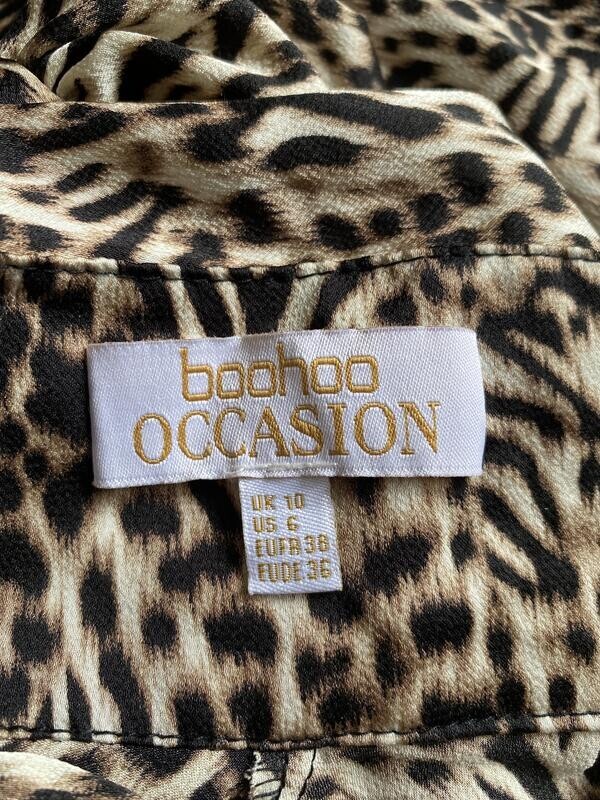 boohoo
OCCASION
UK 10
US 6
EUFR 38
EUDE 36